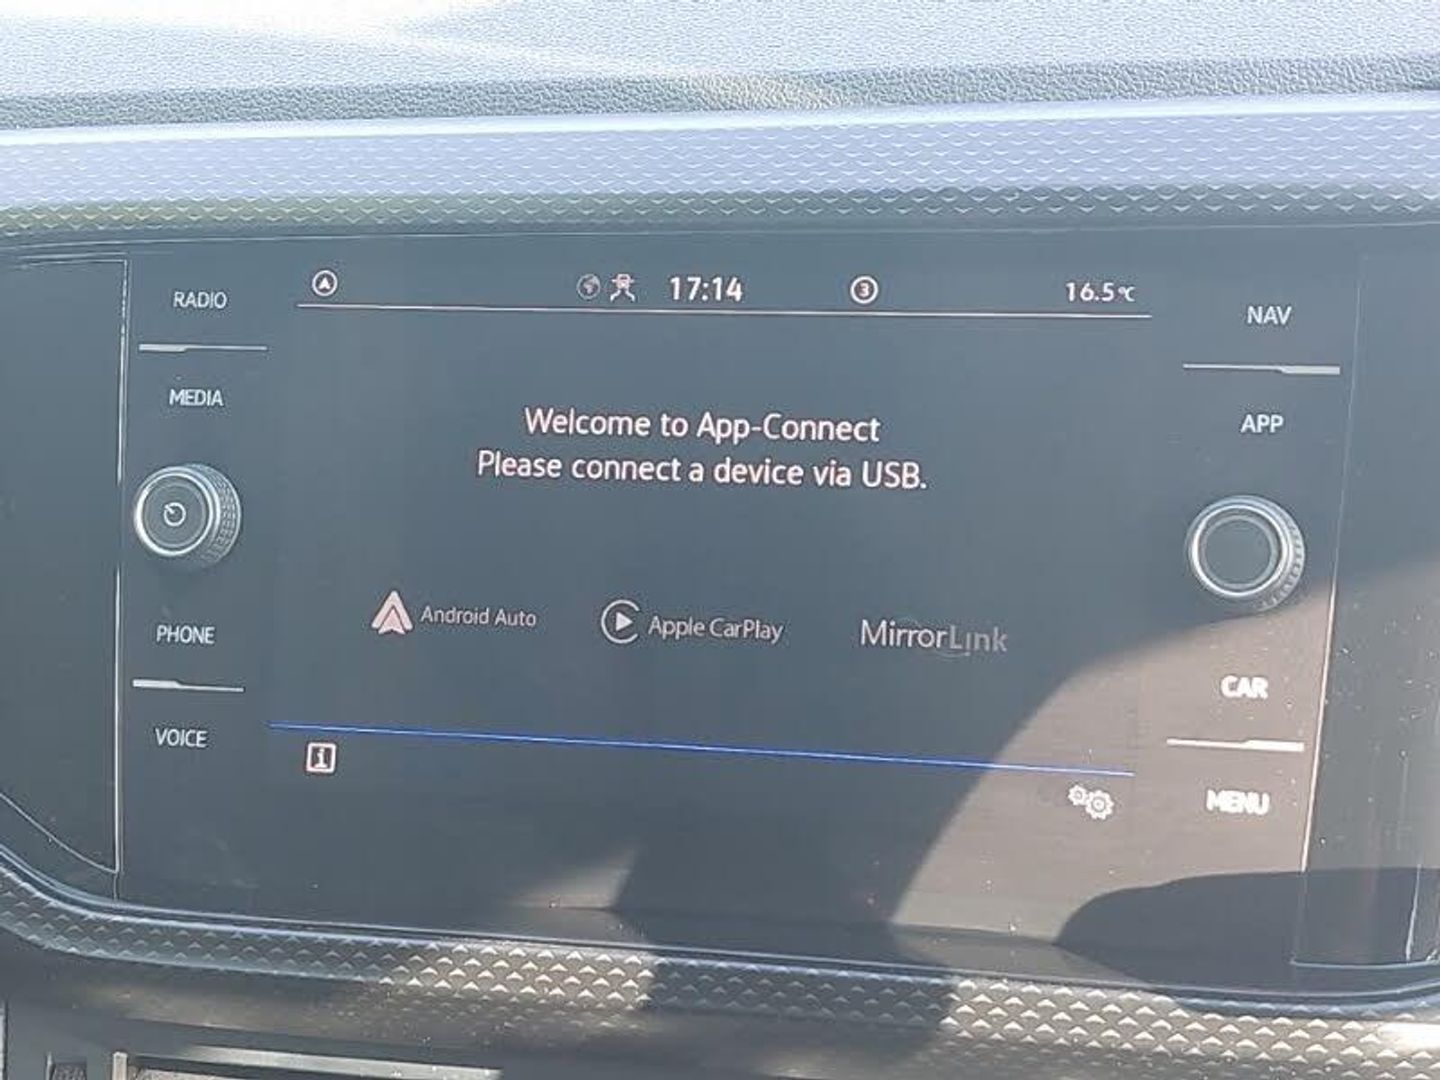 RADIO
MEDIA
PHONE
VOICE
17:14
3
16.5°C
Welcome to App-Connect
Please connect a device via USB.
Android Auto
Apple CarPlay
MirrorLink
i
NAV
APP
CAR
MENU